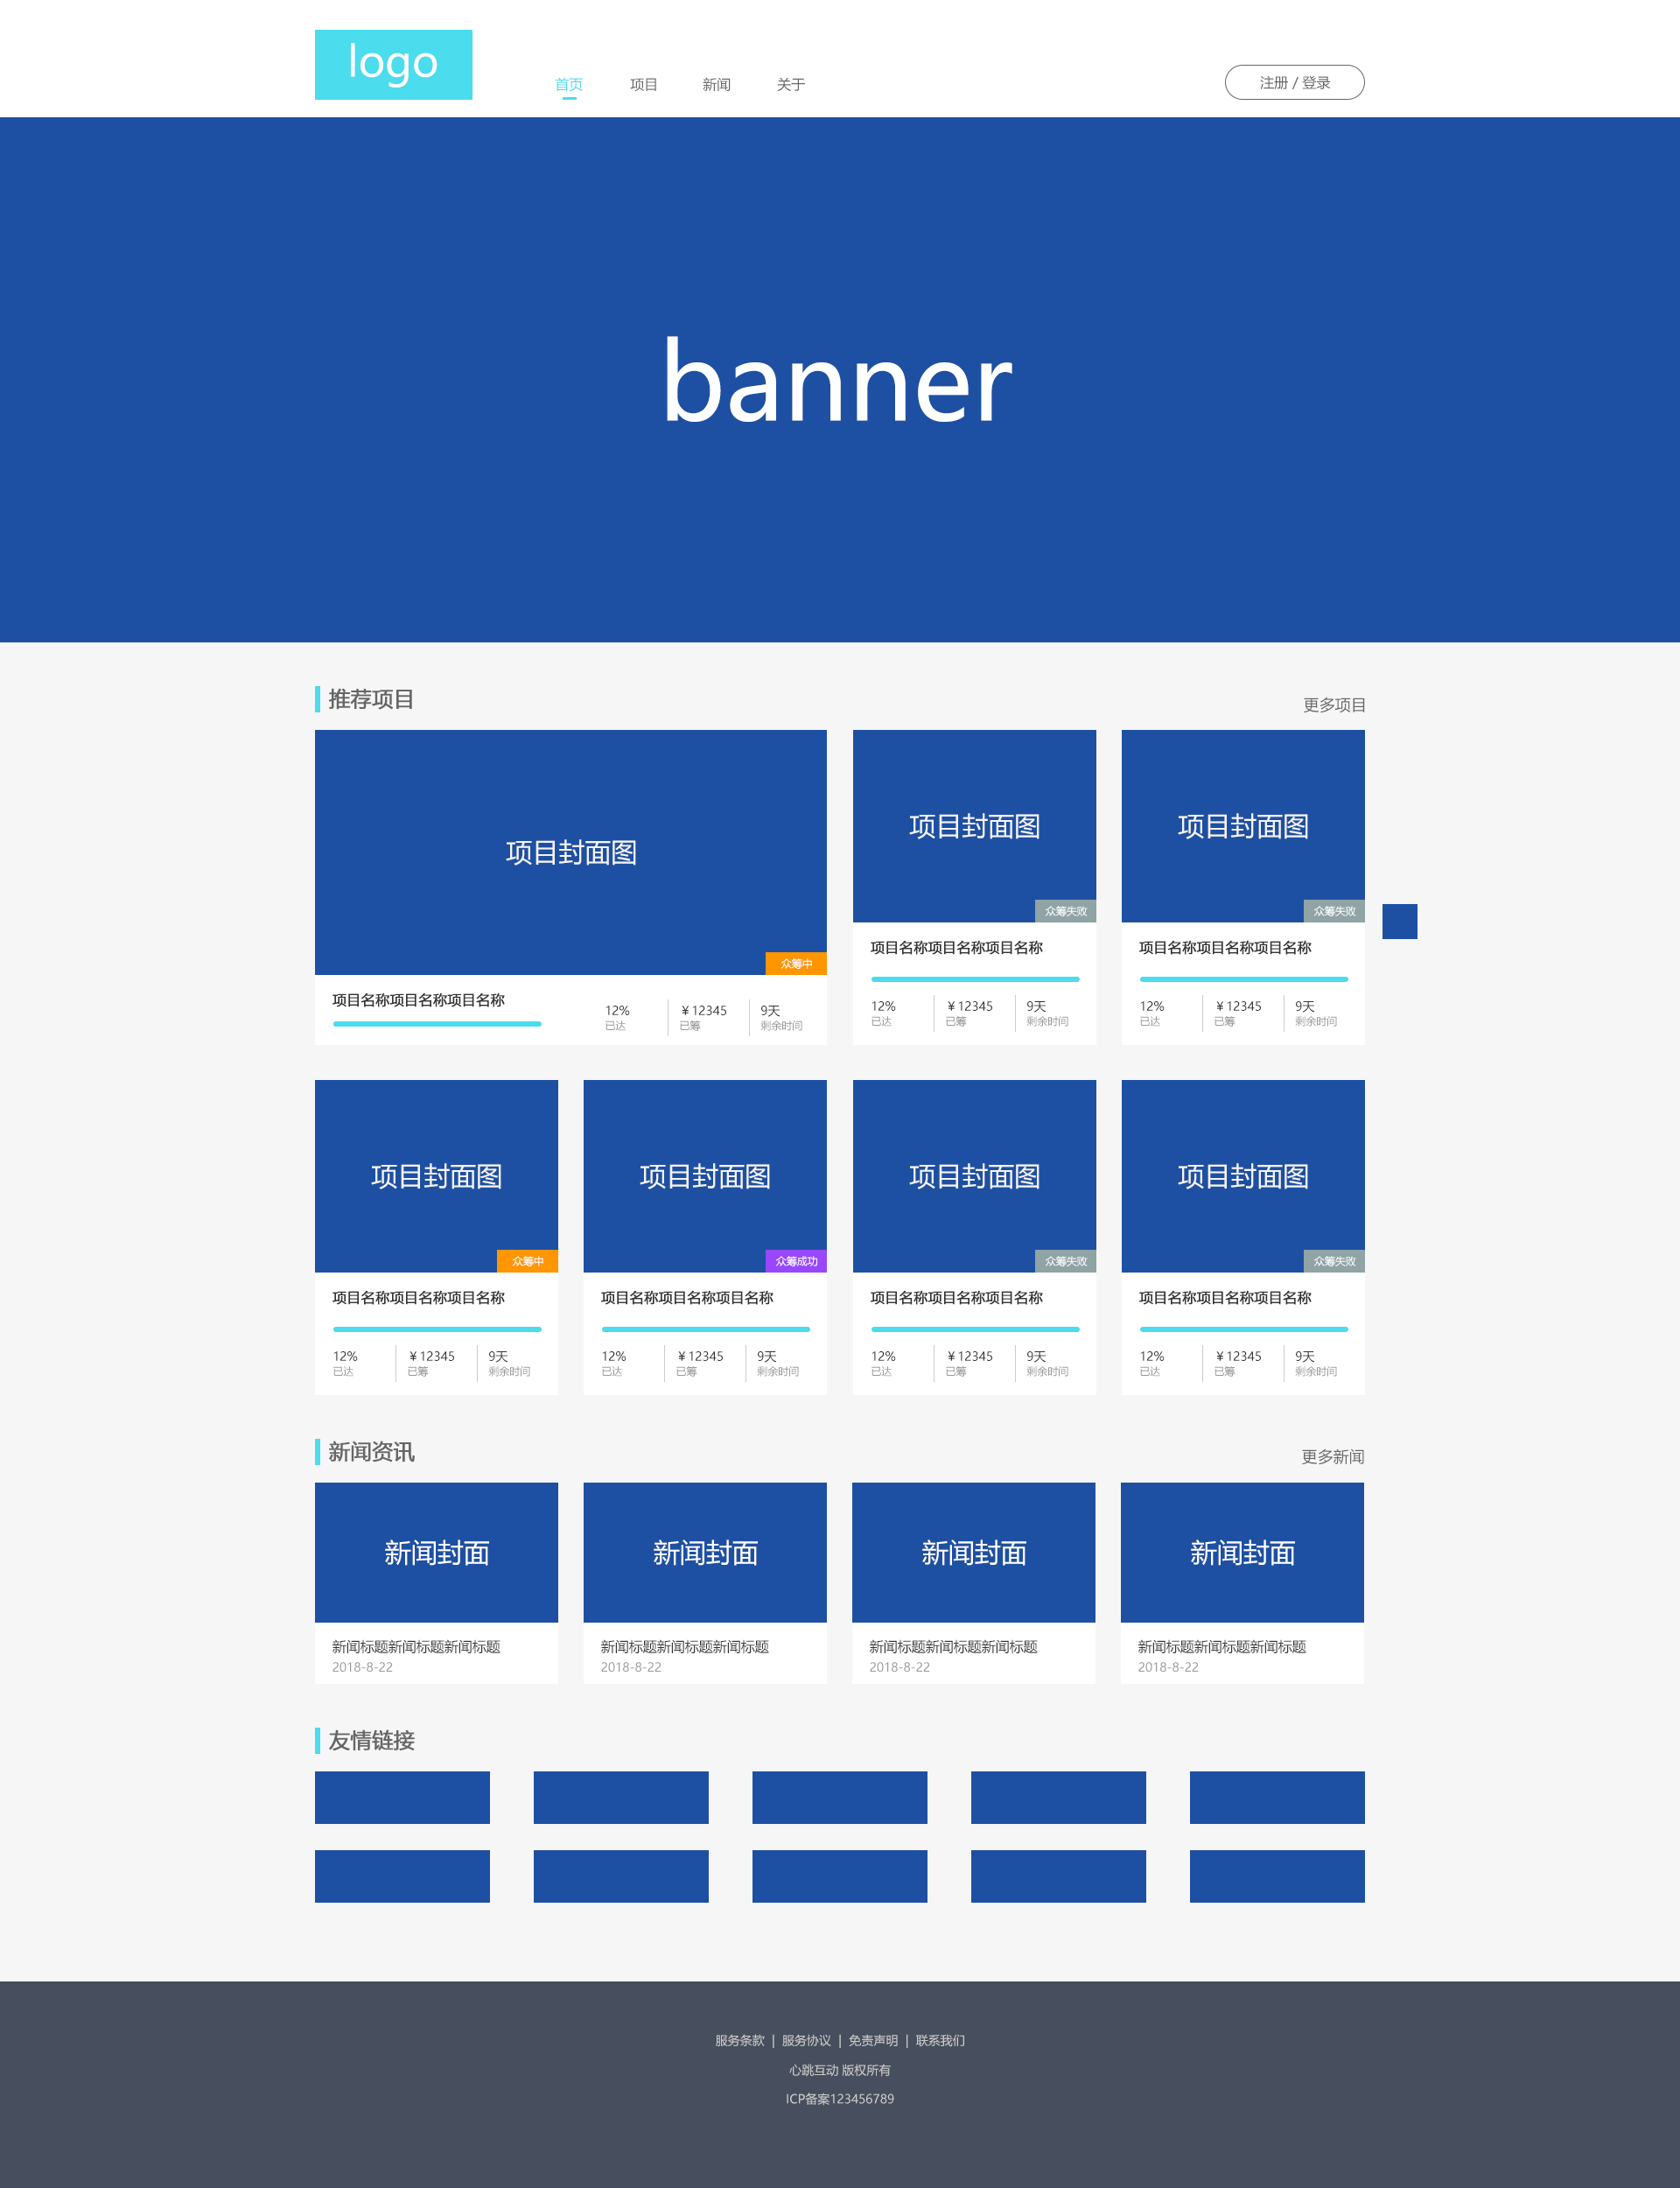 logo
首页 项目 新闻 关于 注册 / 登录
banner
推荐项目 更多项目
项目封面图
众筹中
项目名称项目名称项目名称
12% ￥12345 9天
已达 已筹 剩余时间
项目封面图
众筹失败
项目名称项目名称项目名称
12% ￥12345 9天
已达 已筹 剩余时间
项目封面图
众筹失败
项目名称项目名称项目名称
12% ￥12345 9天
已达 已筹 剩余时间
项目封面图
众筹中
项目名称项目名称项目名称
12% ￥12345 9天
已达 已筹 剩余时间
项目封面图
众筹成功
项目名称项目名称项目名称
12% ￥12345 9天
已达 已筹 剩余时间
项目封面图
众筹失败
项目名称项目名称项目名称
12% ￥12345 9天
已达 已筹 剩余时间
项目封面图
众筹失败
项目名称项目名称项目名称
12% ￥12345 9天
已达 已筹 剩余时间
新闻资讯 更多新闻
新闻封面
新闻标题新闻标题新闻标题
2018-8-22
新闻封面
新闻标题新闻标题新闻标题
2018-8-22
新闻封面
新闻标题新闻标题新闻标题
2018-8-22
新闻封面
新闻标题新闻标题新闻标题
2018-8-22
友情链接
服务条款 | 服务协议 | 免责声明 | 联系我们
心跳互动 版权所有
ICP备案123456789